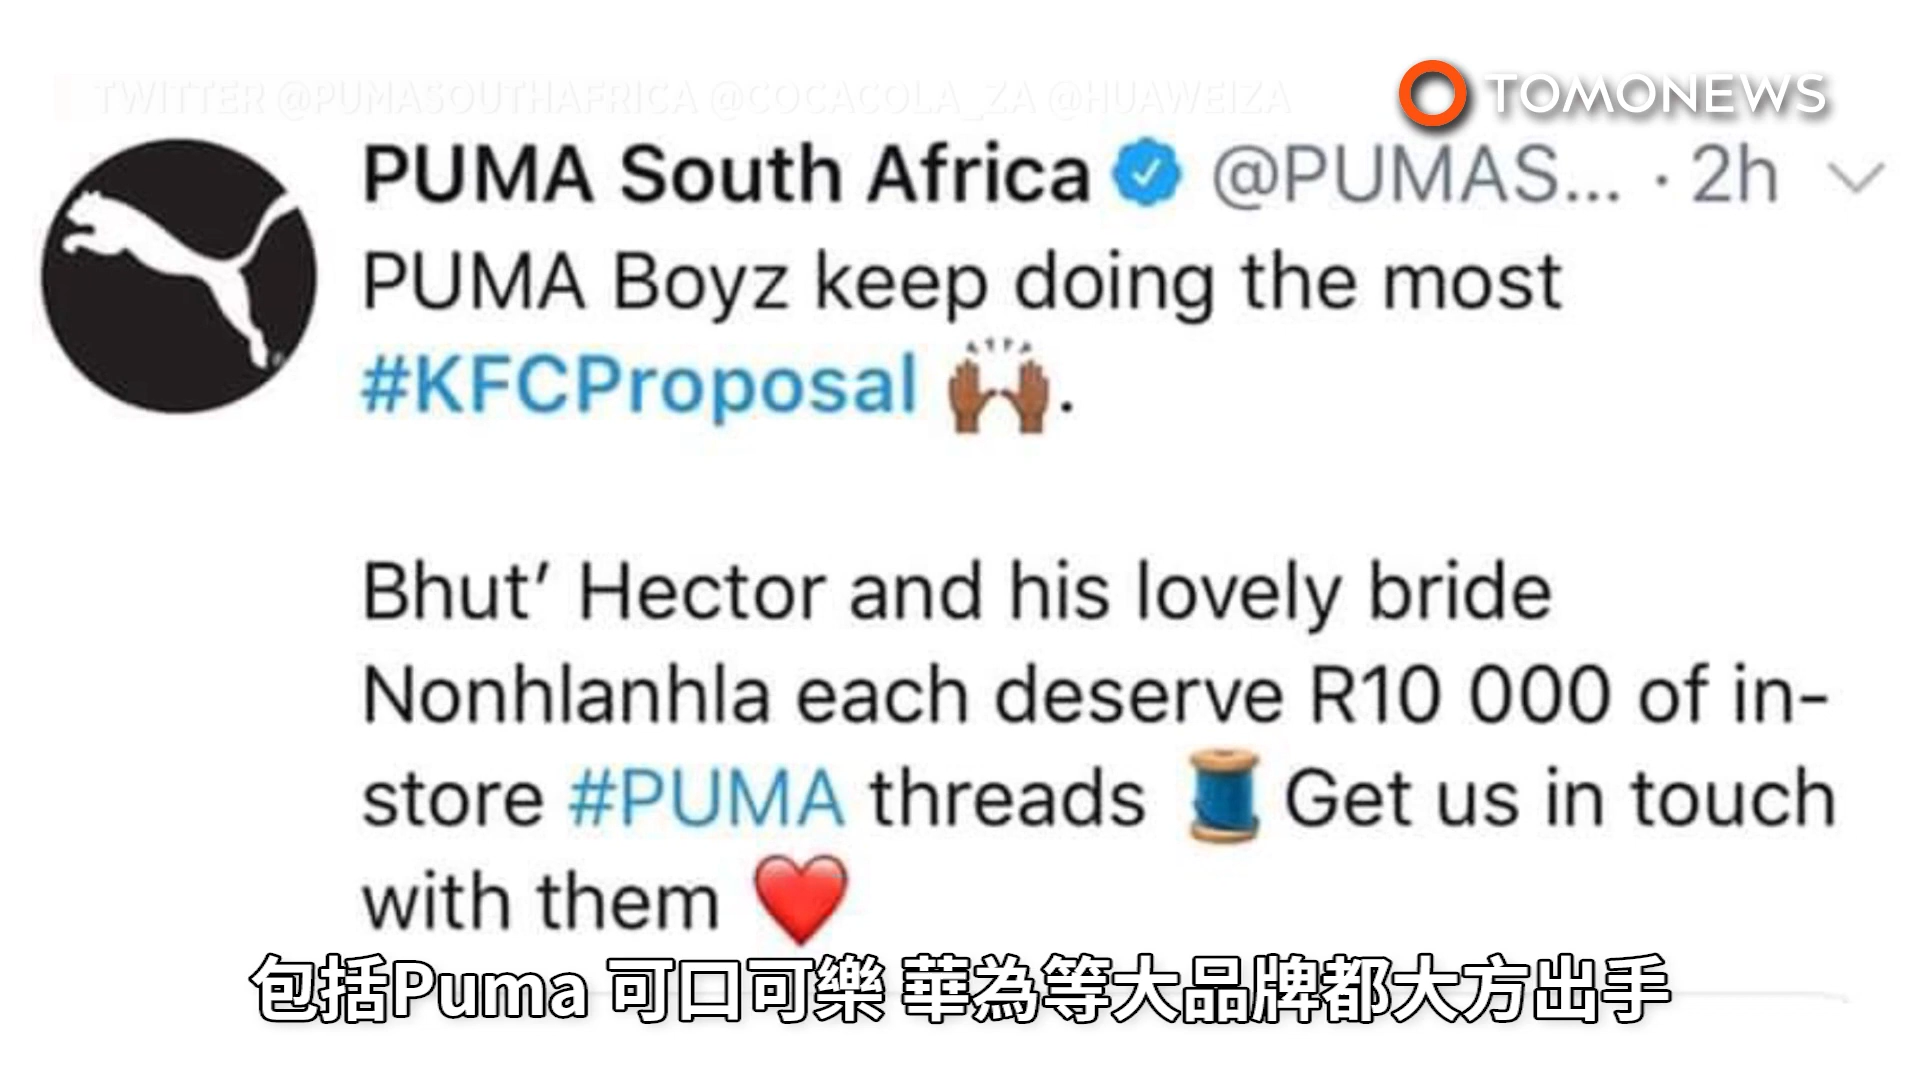 TWITTER @PUMASOUTHAFRICA @COCACOLA_ZA @HUAWEIZA
TOMONEWS
PUMA South Africa @PUMAS... · 2h
PUMA Boyz keep doing the most
#KFCProposal 🙌🏾.
Bhut’ Hector and his lovely bride
Nonhlanhla each deserve R10 000 of in-
store #PUMA threads 🧵 Get us in touch
with them ❤️
包括Puma 可口可樂 華為等大品牌都大方出手